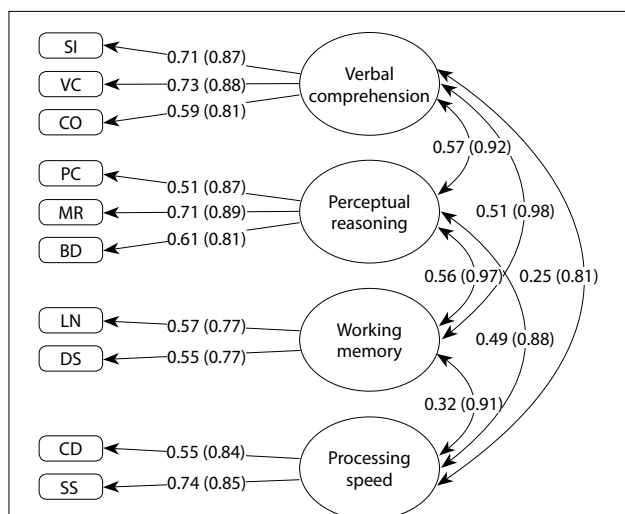 SI
0.71 (0.87)
VC
0.73 (0.88)
CO
0.59 (0.81)
Verbal
comprehension
0.57 (0.92)
PC
0.51 (0.87)
MR
0.71 (0.89)
BD
0.61 (0.81)
Perceptual
reasoning
0.51 (0.98)
0.56 (0.97)
0.25 (0.81)
LN
0.57 (0.77)
DS
0.55 (0.77)
Working
memory
0.49 (0.88)
0.32 (0.91)
CD
0.55 (0.84)
SS
0.74 (0.85)
Processing
speed